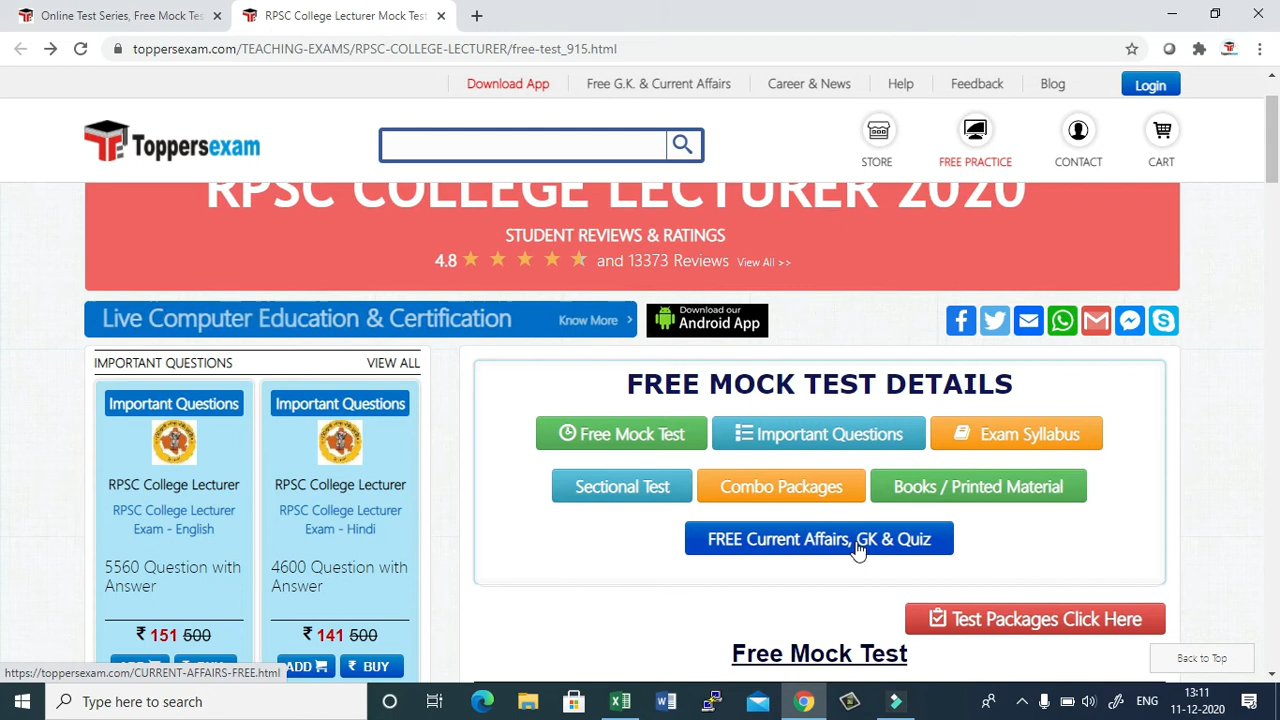 Online Test Series, Free Mock Tes
RPSC College Lecturer Mock Test
toppersexam.com/TEACHING-EXAMS/RPSC-COLLEGE-LECTURER/free-test_915.html
Download App
Free G.K. & Current Affairs
Career & News
Help
Feedback
Blog
Login
Toppersexam
STORE
FREE PRACTICE
CONTACT
CART
RPSC COLLEGE LECTURER 2020
STUDENT REVIEWS & RATINGS
4.8 ★ ★ ★ ★ ★ and 13373 Reviews View All >>
Live Computer Education & Certification
Know More >
Download our
Android App
IMPORTANT QUESTIONS
VIEW ALL
Important Questions
RPSC College Lecturer
RPSC College Lecturer
Exam - English
5560 Question with
Answer
₹ 151 500
ADD
₹ BUY
Important Questions
RPSC College Lecturer
RPSC College Lecturer
Exam - Hindi
4600 Question with
Answer
₹ 141 500
ADD
₹ BUY
FREE MOCK TEST DETAILS
Free Mock Test
Important Questions
Exam Syllabus
Sectional Test
Combo Packages
Books / Printed Material
FREE Current Affairs, GK & Quiz
Test Packages Click Here
Free Mock Test
Back to Top
https://toppersexam.com/CURRENT-AFFAIRS-FREE.html
Type here to search
ENG
13:11
11-12-2020